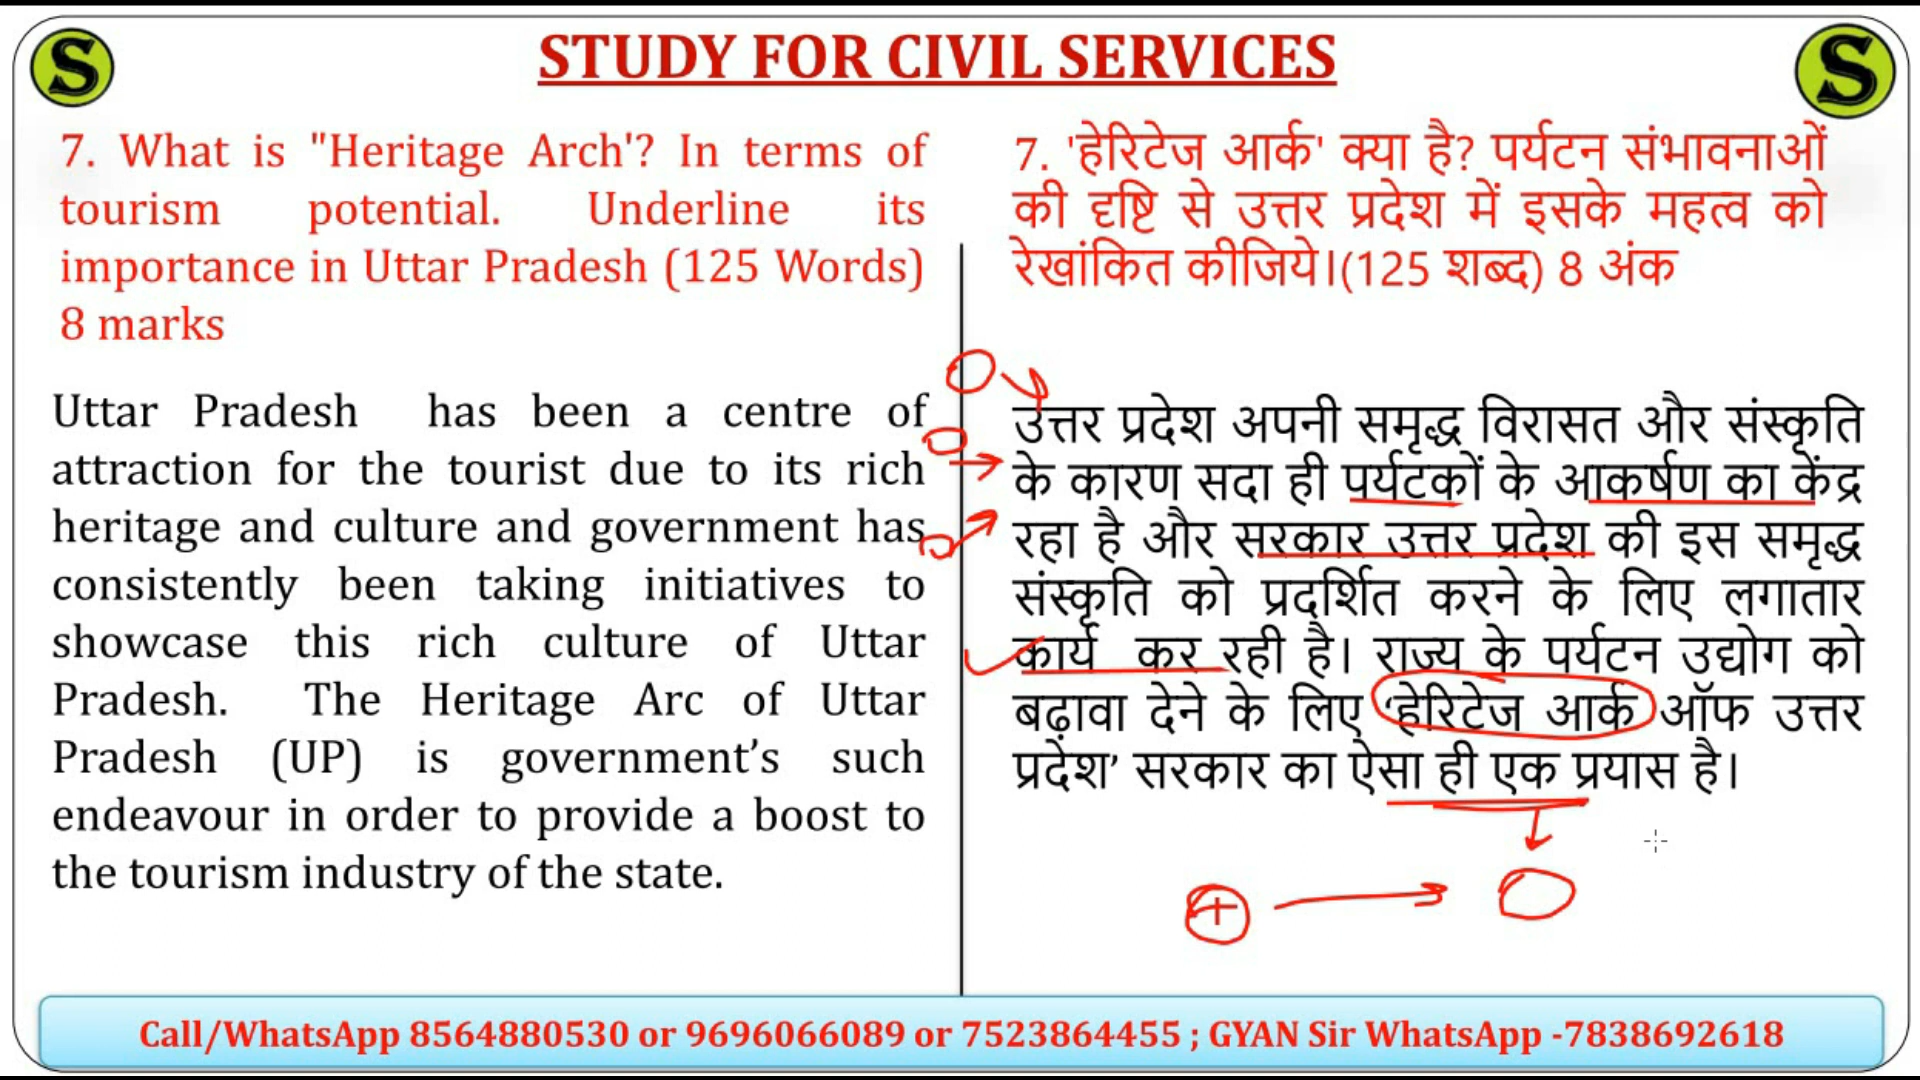 S
STUDY FOR CIVIL SERVICES
S
7. What is "Heritage Arch'? In terms of
tourism potential. Underline its
importance in Uttar Pradesh (125 Words)
8 marks
Uttar Pradesh has been a centre of
attraction for the tourist due to its rich
heritage and culture and government has
consistently been taking initiatives to
showcase this rich culture of Uttar
Pradesh. The Heritage Arc of Uttar
Pradesh (UP) is government’s such
endeavour in order to provide a boost to
the tourism industry of the state.
7. 'हेरिटेज आर्क' क्या है? पर्यटन संभावनाओं
की दृष्टि से उत्तर प्रदेश में इसके महत्व को
रेखांकित कीजिये।(125 शब्द) 8 अंक
उत्तर प्रदेश अपनी समृद्ध विरासत और संस्कृति
के कारण सदा ही पर्यटकों के आकर्षण का केंद्र
रहा है और सरकार उत्तर प्रदेश की इस समृद्ध
संस्कृति को प्रदर्शित करने के लिए लगातार
कार्य कर रही है। राज्य के पर्यटन उद्योग को
बढ़ावा देने के लिए ‘हेरिटेज आर्क ऑफ उत्तर
प्रदेश’ सरकार का ऐसा ही एक प्रयास है।
Call/WhatsApp 8564880530 or 9696066089 or 7523864455 ; GYAN Sir WhatsApp -7838692618